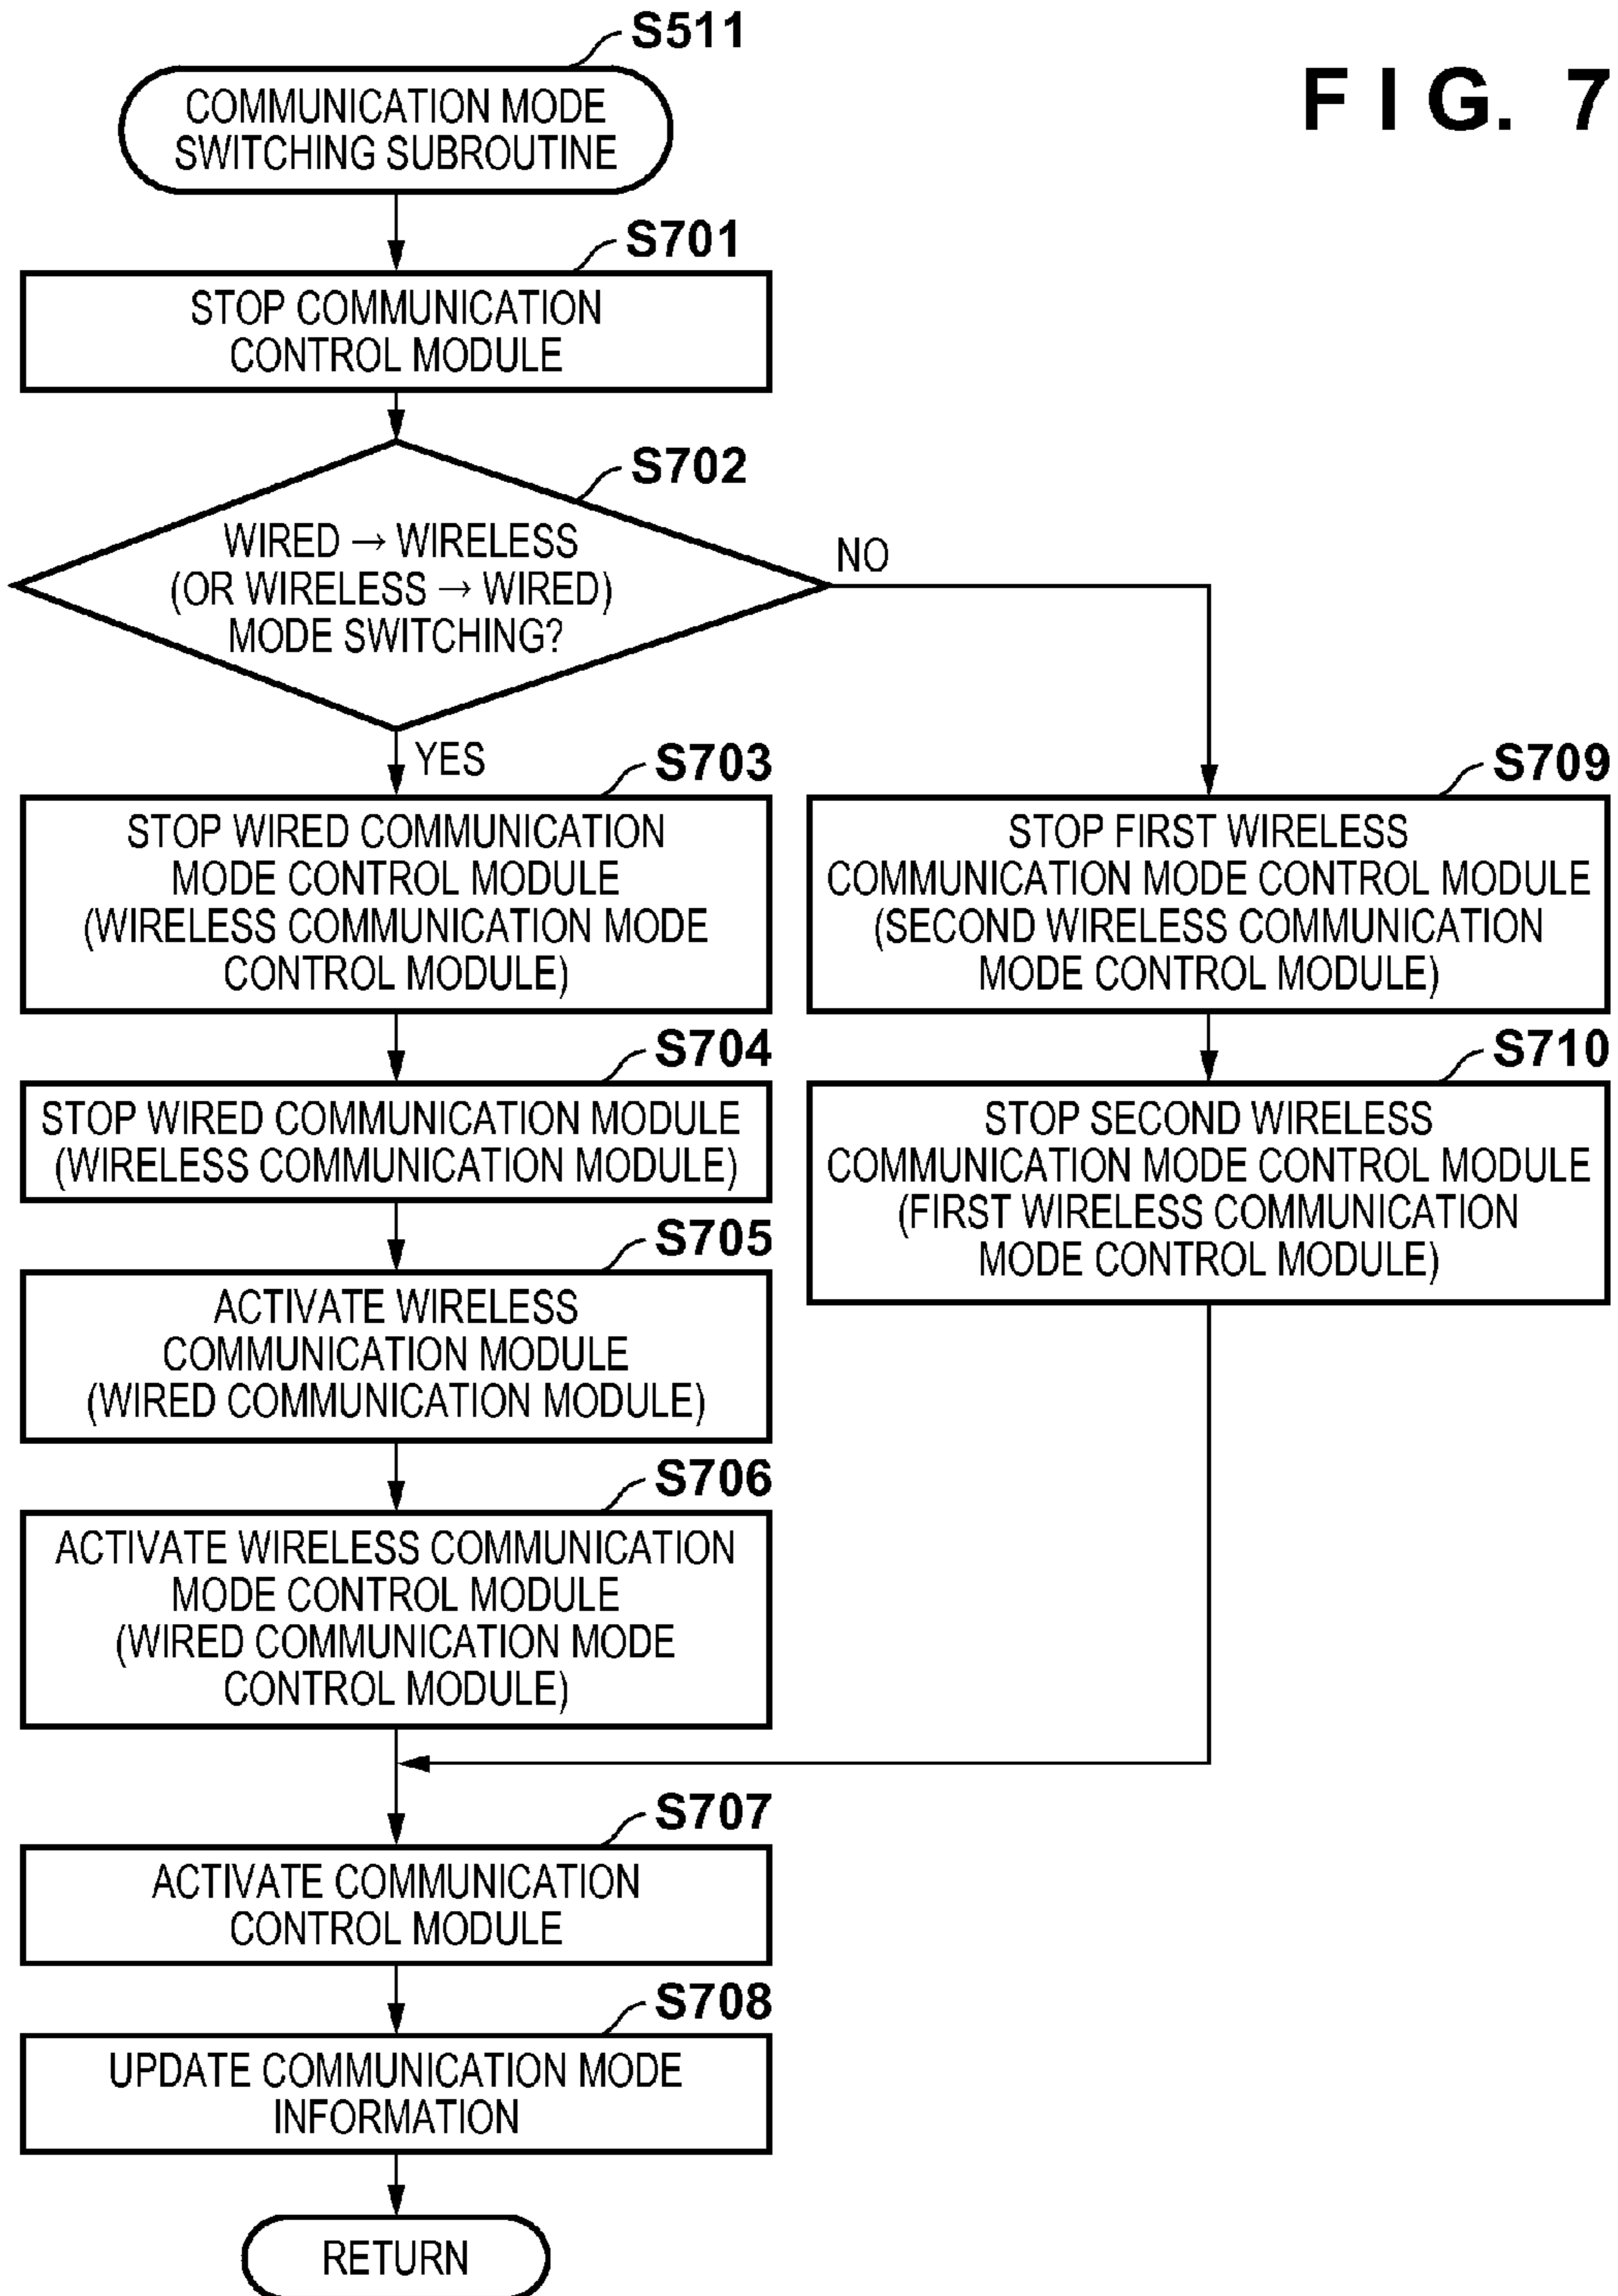 FIG. 7
S511
COMMUNICATION MODE
SWITCHING SUBROUTINE
S701
STOP COMMUNICATION
CONTROL MODULE
S702
WIRED → WIRELESS
(OR WIRELESS → WIRED)
MODE SWITCHING?
NO
YES
S703
STOP WIRED COMMUNICATION
MODE CONTROL MODULE
(WIRELESS COMMUNICATION MODE
CONTROL MODULE)
S704
STOP WIRED COMMUNICATION MODULE
(WIRELESS COMMUNICATION MODULE)
S705
ACTIVATE WIRELESS
COMMUNICATION MODULE
(WIRED COMMUNICATION MODULE)
S706
ACTIVATE WIRELESS COMMUNICATION
MODE CONTROL MODULE
(WIRED COMMUNICATION MODE
CONTROL MODULE)
S709
STOP FIRST WIRELESS
COMMUNICATION MODE CONTROL MODULE
(SECOND WIRELESS COMMUNICATION
MODE CONTROL MODULE)
S710
STOP SECOND WIRELESS
COMMUNICATION MODE CONTROL MODULE
(FIRST WIRELESS COMMUNICATION
MODE CONTROL MODULE)
S707
ACTIVATE COMMUNICATION
CONTROL MODULE
S708
UPDATE COMMUNICATION MODE
INFORMATION
RETURN